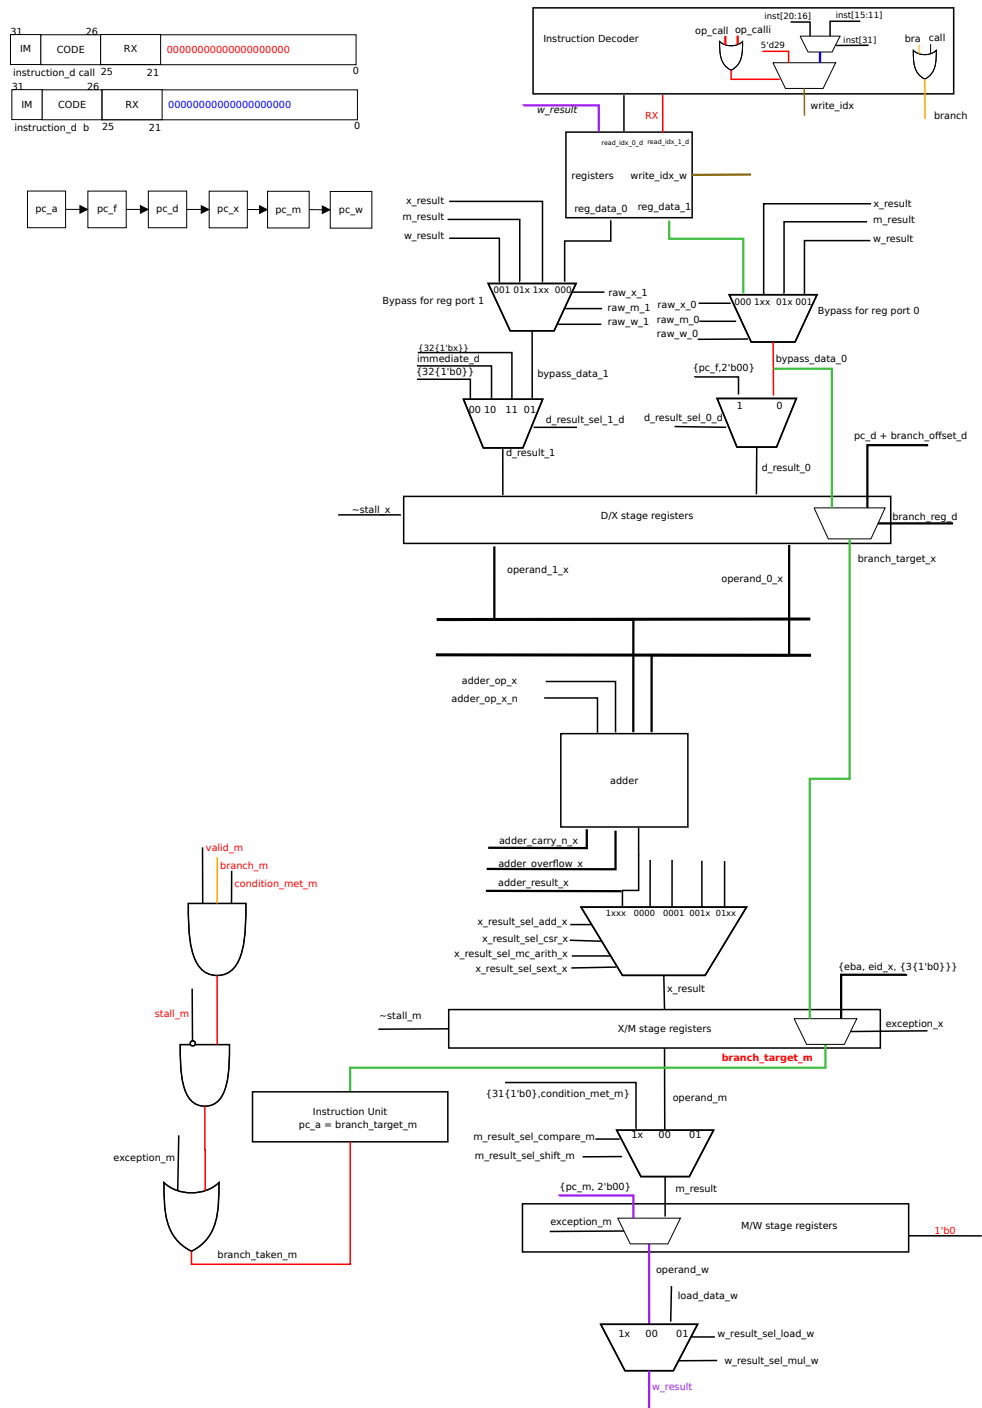 31 26
IM CODE RX 00000000000000000000
instruction_d call 25 21 0
31 26
IM CODE RX 00000000000000000000
instruction_d b 25 21 0
pc_a pc_f pc_d pc_x pc_m pc_w
Instruction Decoder
op_call op_calli
inst[20:16] inst[15:11]
inst[31]
5'd29
bra call
write_idx
branch
w_result
RX
read_idx_0_d read_idx_1_d
registers write_idx_w
reg_data_0 reg_data_1
x_result
m_result
w_result
x_result
m_result
w_result
001 01x 1xx 000
Bypass for reg port 1
raw_x_1
raw_m_1
raw_w_1
000 1xx 01x 001
raw_x_0
raw_m_0
raw_w_0
Bypass for reg port 0
{32{1'bx}}
immediate_d
{32{1'b0}}
bypass_data_1
bypass_data_0
{pc_f,2'b00}
00 10 11 01
d_result_sel_1_d
1 0
d_result_sel_0_d
d_result_1
d_result_0
pc_d + branch_offset_d
~stall_x
D/X stage registers
branch_reg_d
branch_target_x
operand_1_x
operand_0_x
adder_op_x
adder_op_x_n
adder
adder_carry_n_x
adder_overflow_x
adder_result_x
1xxx 0000 0001 001x 01xx
x_result_sel_add_x
x_result_sel_csr_x
x_result_sel_mc_arith_x
x_result_sel_sext_x
x_result
valid_m
branch_m
condition_met_m
stall_m
exception_m
branch_taken_m
{eba, eid_x, {3{1'b0}}}
~stall_m
X/M stage registers
exception_x
branch_target_m
Instruction Unit
pc_a = branch_target_m
{31{1'b0},condition_met_m}
operand_m
1x 00 01
m_result_sel_compare_m
m_result_sel_shift_m
m_result
{pc_m, 2'b00}
exception_m
M/W stage registers
1'b0
operand_w
load_data_w
1x 00 01
w_result_sel_load_w
w_result_sel_mul_w
w_result